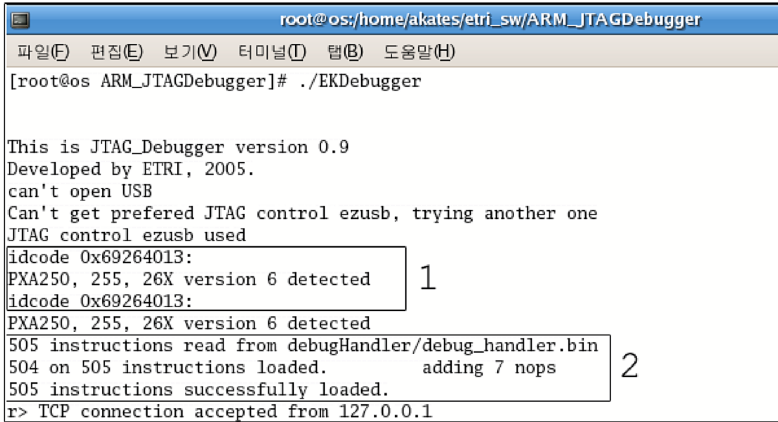 root@os:/home/akates/etri_sw/ARM_JTAGDebugger
파일(F) 편집(E) 보기(V) 터미널(T) 탭(B) 도움말(H)
[root@os ARM_JTAGDebugger]# ./EKDebugger
This is JTAG_Debugger version 0.9
Developed by ETRI, 2005.
can't open USB
Can't get prefered JTAG control ezusb, trying another one
JTAG control ezusb used
idcode 0x69264013:
PXA250, 255, 26X version 6 detected
1
idcode 0x69264013:
PXA250, 255, 26X version 6 detected
505 instructions read from debugHandler/debug_handler.bin
504 on 505 instructions loaded. adding 7 nops
2
505 instructions successfully loaded.
r> TCP connection accepted from 127.0.0.1